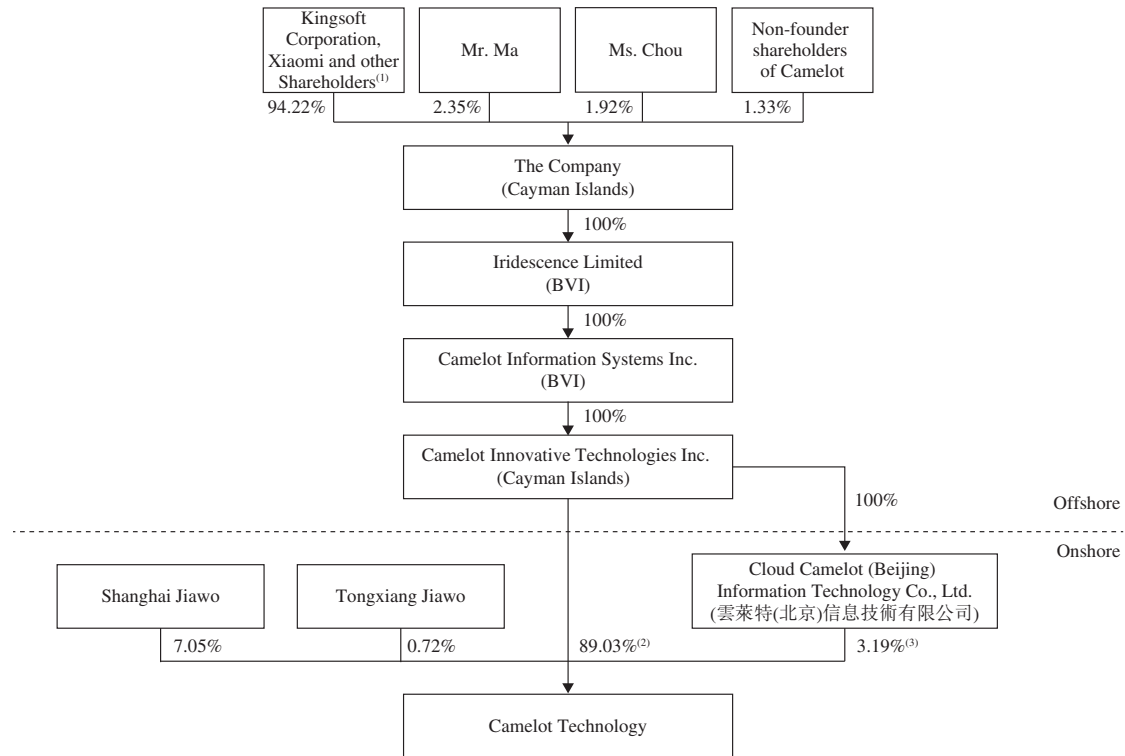 Kingsoft
Corporation,
Xiaomi and other
Shareholders(1)
Mr. Ma
Ms. Chou
Non-founder
shareholders
of Camelot
94.22%
2.35%
1.92%
1.33%
The Company
(Cayman Islands)
100%
Iridescence Limited
(BVI)
100%
Camelot Information Systems Inc.
(BVI)
100%
Camelot Innovative Technologies Inc.
(Cayman Islands)
100%
Offshore
Onshore
Shanghai Jiawo
Tongxiang Jiawo
Cloud Camelot (Beijing)
Information Technology Co., Ltd.
(雲萊特(北京)信息技術有限公司)
7.05%
0.72%
89.03%(2)
3.19%(3)
Camelot Technology